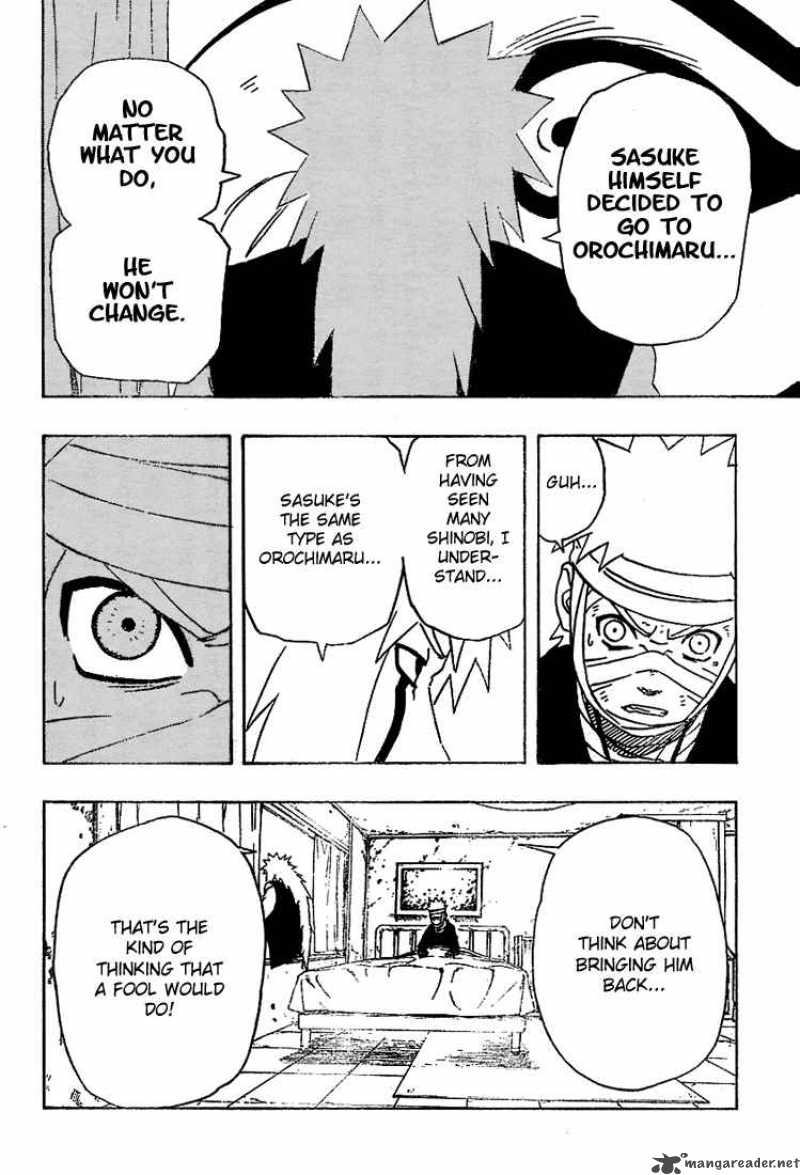 SASUKE
HIMSELF
DECIDED TO
GO TO
OROCHIMARU...
NO
MATTER
WHAT YOU
DO,
HE
WON'T
CHANGE.
GUH...
FROM
HAVING
SEEN
MANY
SHINOBI, I
UNDER-
STAND...
SASUKE'S
THE SAME
TYPE AS
OROCHIMARU...
DON'T
THINK ABOUT
BRINGING HIM
BACK...
THAT'S THE
KIND OF
THINKING THAT
A FOOL WOULD
DO!
mangareader.net